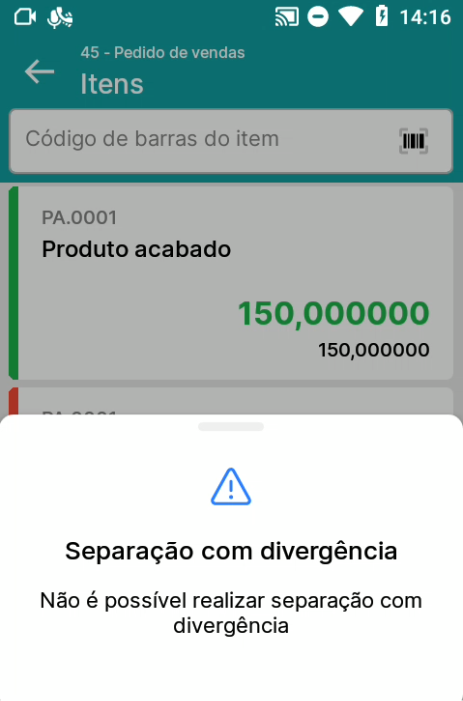 14:16
45 - Pedido de vendas
Itens
Código de barras do item
PA.0001
Produto acabado
150,000000
150,000000
Separação com divergência
Não é possível realizar separação com
divergência